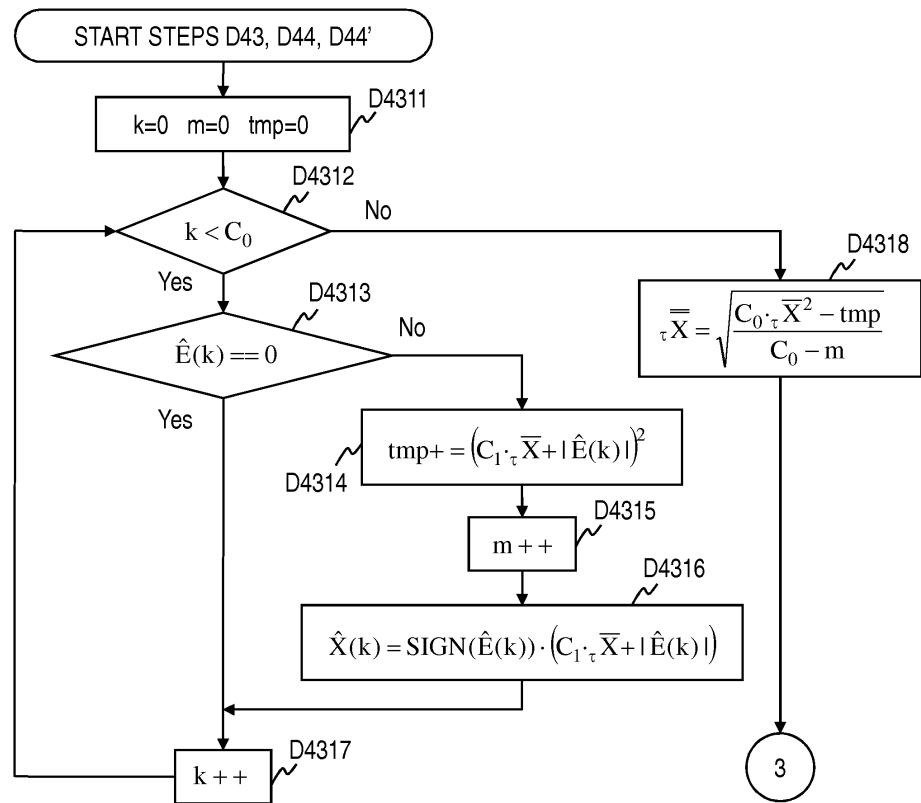 START STEPS D43, D44, D44'
D4311
k=0 m=0 tmp=0
D4312
k < C₀
No
Yes
D4318
τX̿ = √((C₀·τX̅² − tmp) / (C₀ − m))
D4313
Ê(k) == 0
No
Yes
tmp+ = (C₁·τX̅ + |Ê(k)|)²
D4314
D4315
m + +
D4316
X̂(k) = SIGN(Ê(k))·(C₁·τX̅ + |Ê(k)|)
D4317
k + +
3